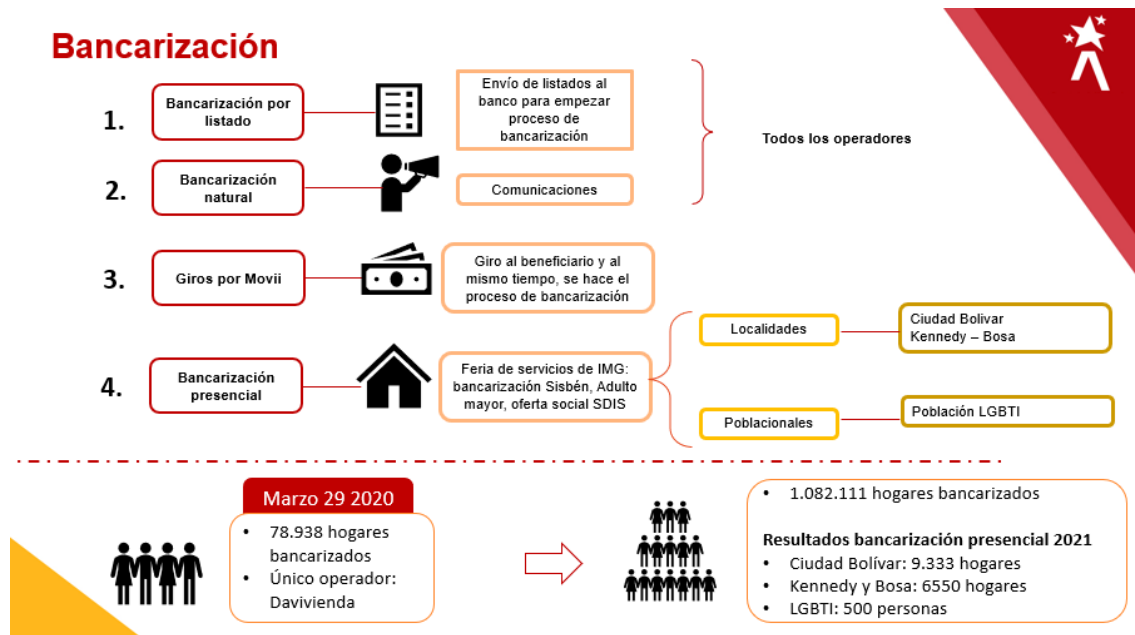 Bancarización
1.
Bancarización por
listado
Envío de listados al
banco para empezar
proceso de
bancarización
Todos los operadores
2.
Bancarización
natural
Comunicaciones
3.
Giros por Movii
Giro al beneficiario y al
mismo tiempo, se hace el
proceso de bancarización
4.
Bancarización
presencial
Feria de servicios de IMG:
bancarización Sisbén, Adulto
mayor, oferta social SDIS
Localidades
Ciudad Bolivar
Kennedy – Bosa
Poblacionales
Población LGBTI
Marzo 29 2020
• 78.938 hogares
bancarizados
• Único operador:
Davivienda
• 1.082.111 hogares bancarizados
Resultados bancarización presencial 2021
• Ciudad Bolívar: 9.333 hogares
• Kennedy y Bosa: 6550 hogares
• LGBTI: 500 personas